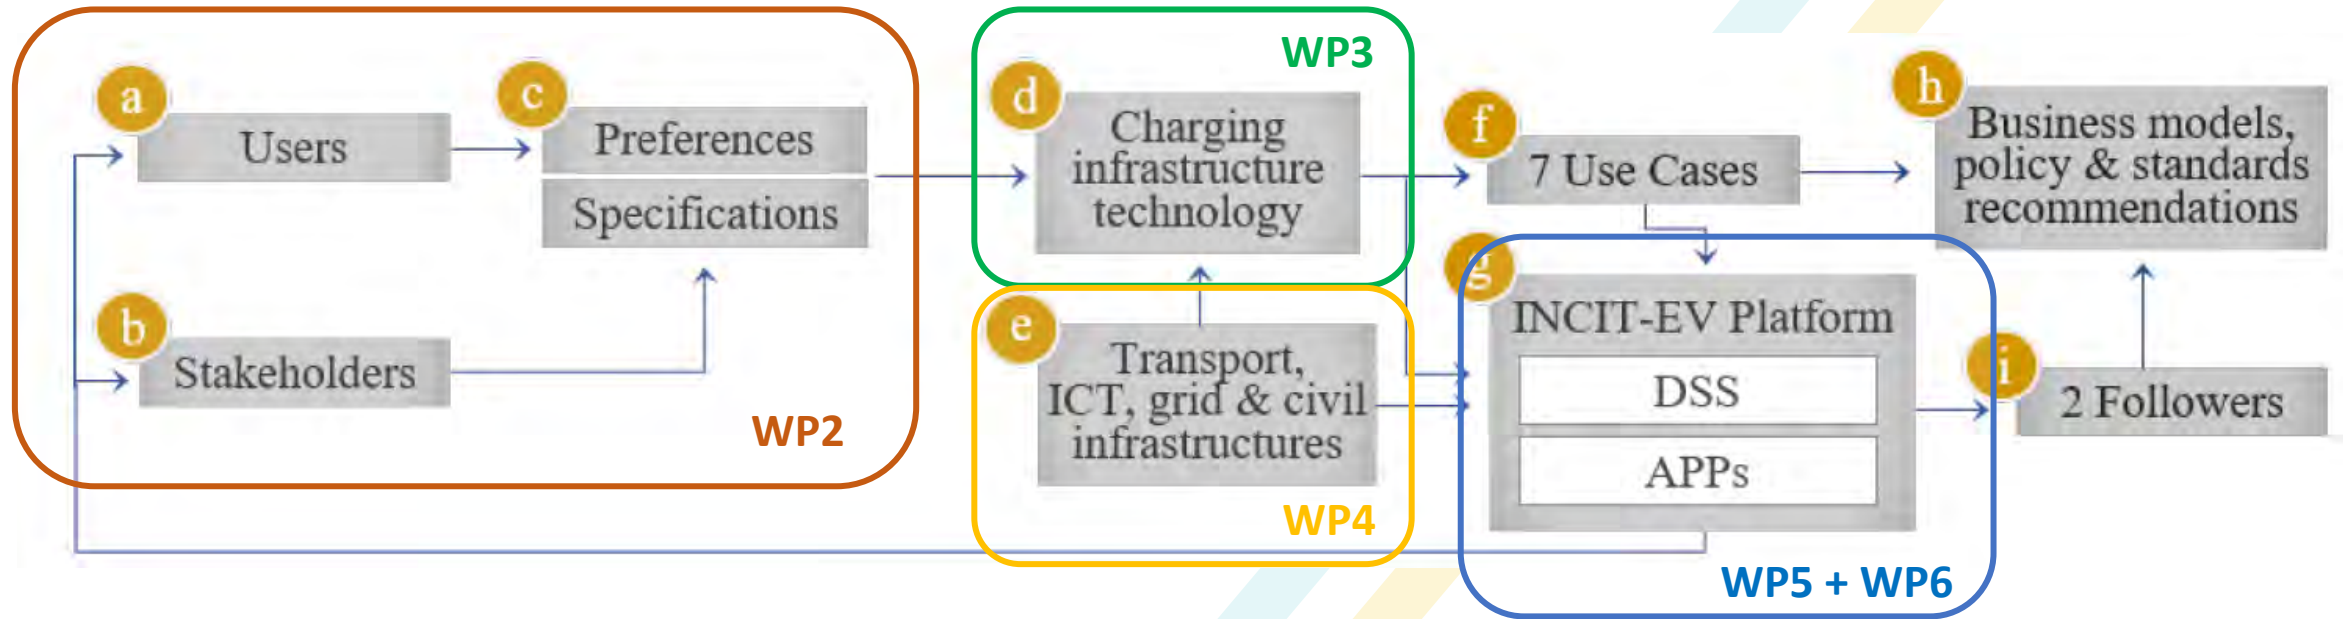 WP2
a
Users
b
Stakeholders
c
Preferences
Specifications
WP3
d
Charging
infrastructure
technology
e
Transport,
ICT, grid & civil
infrastructures
WP4
f
7 Use Cases
g
INCIT-EV Platform
DSS
APPs
WP5 + WP6
h
Business models,
policy & standards
recommendations
i
2 Followers